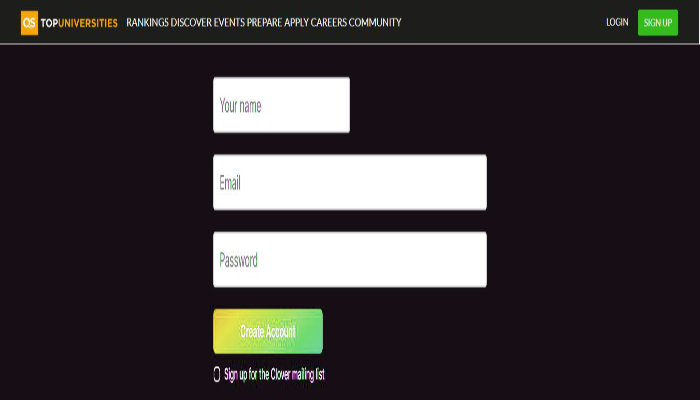 QS TOPUNIVERSITIES RANKINGS DISCOVER EVENTS PREPARE APPLY CAREERS COMMUNITY LOGIN SIGN UP
Your name
Email
Password
Create Account
Sign up for the Clover mailing list